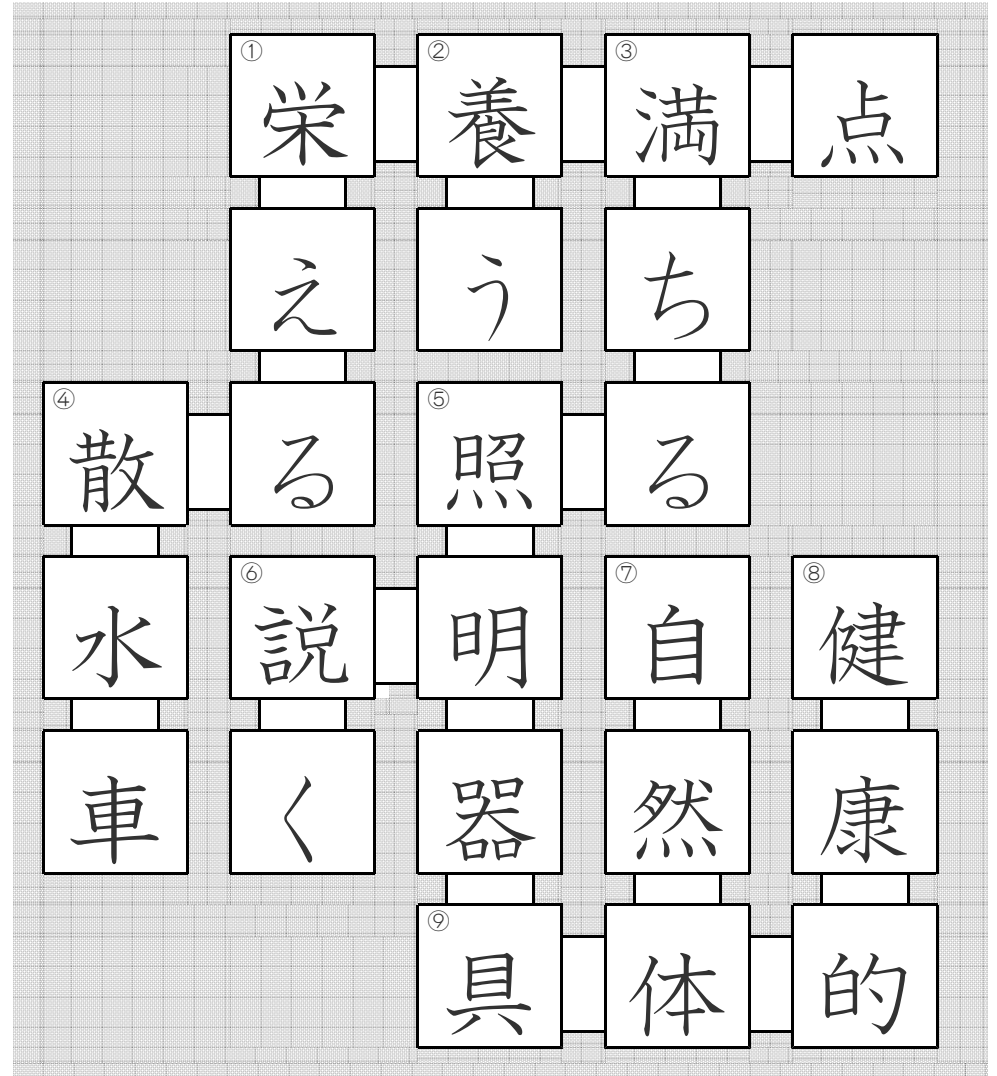 ①栄 ②養 ③満 点
え う ち
④散 る ⑤照 る
水 ⑥説 明 ⑦自 ⑧健
車 く 器 然 康
⑨具 体 的